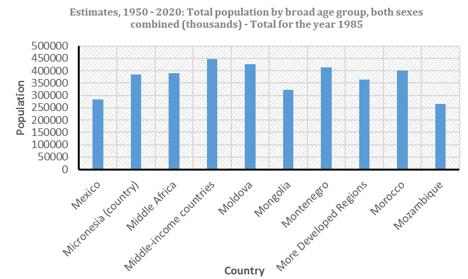 Estimates, 1950 - 2020: Total population by broad age group, both sexes
combined (thousands) - Total for the year 1985
Population
500000
450000
400000
350000
300000
250000
200000
150000
100000
50000
0
Mexico
Micronesia (country)
Middle Africa
Middle-income countries
Moldova
Mongolia
Montenegro
More Developed Regions
Morocco
Mozambique
Country